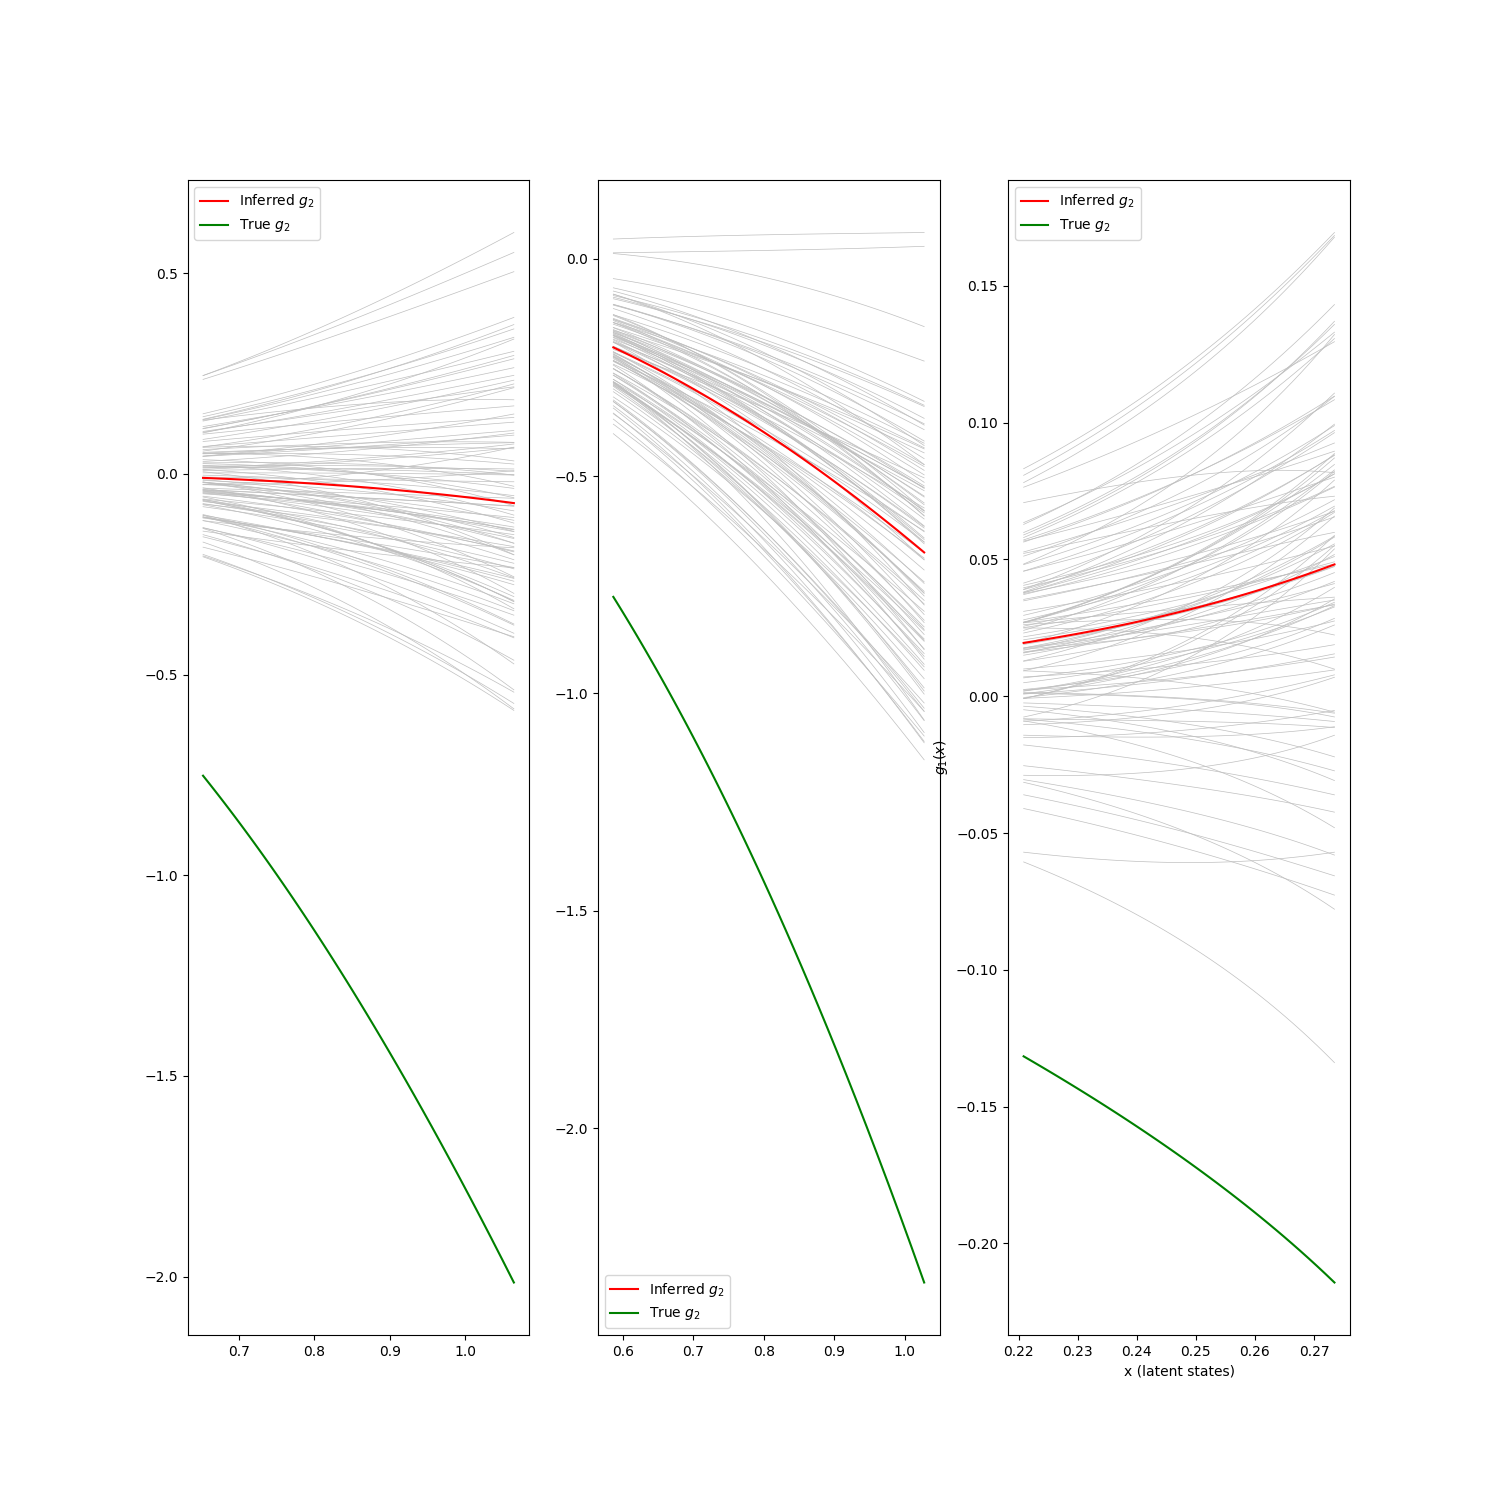 Inferred g₂
True g₂
0.5
0.0
−0.5
−1.0
−1.5
−2.0
0.7 0.8 0.9 1.0
0.0
−0.5
−1.0
−1.5
−2.0
Inferred g₂
True g₂
0.6 0.7 0.8 0.9 1.0
g₁(x)
Inferred g₂
True g₂
0.15
0.10
0.05
0.00
−0.05
−0.10
−0.15
−0.20
0.22 0.23 0.24 0.25 0.26 0.27
x (latent states)